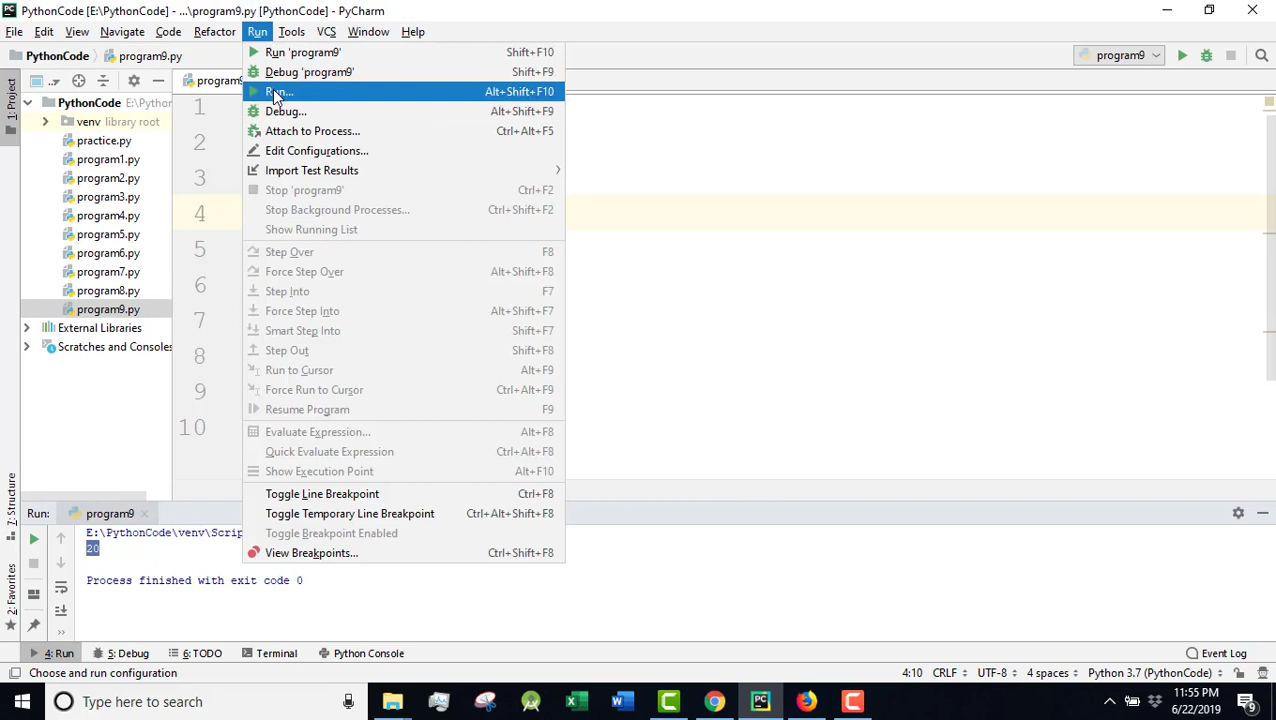 PythonCode [E:\PythonCode] - ...\program9.py [PythonCode] - PyCharm
File Edit View Navigate Code Refactor Run Tools VCS Window Help
PythonCode program9.py program9
1: Project
PythonCode E:\Python
venv library root
practice.py
program1.py
program2.py
program3.py
program4.py
program5.py
program6.py
program7.py
program8.py
program9.py
External Libraries
Scratches and Consoles
program9
1
2
3
4
5
6
7
8
9
10
Run 'program9' Shift+F10
Debug 'program9' Shift+F9
Run... Alt+Shift+F10
Debug... Alt+Shift+F9
Attach to Process... Ctrl+Alt+F5
Edit Configurations...
Import Test Results
Stop 'program9' Ctrl+F2
Stop Background Processes... Ctrl+Shift+F2
Show Running List
Step Over F8
Force Step Over Alt+Shift+F8
Step Into F7
Force Step Into Alt+Shift+F7
Smart Step Into Shift+F7
Step Out Shift+F8
Run to Cursor Alt+F9
Force Run to Cursor Ctrl+Alt+F9
Resume Program F9
Evaluate Expression... Alt+F8
Quick Evaluate Expression Ctrl+Alt+F8
Show Execution Point Alt+F10
Toggle Line Breakpoint Ctrl+F8
Toggle Temporary Line Breakpoint Ctrl+Alt+Shift+F8
Toggle Breakpoint Enabled
View Breakpoints... Ctrl+Shift+F8
7: Structure
2: Favorites
Run: program9
E:\PythonCode\venv\Scrip
20
Process finished with exit code 0
4: Run 5: Debug 6: TODO Terminal Python Console Event Log
Choose and run configuration 4:10 CRLF UTF-8 4 spaces Python 3.7 (PythonCode)
Type here to search
11:55 PM
6/22/2019
9